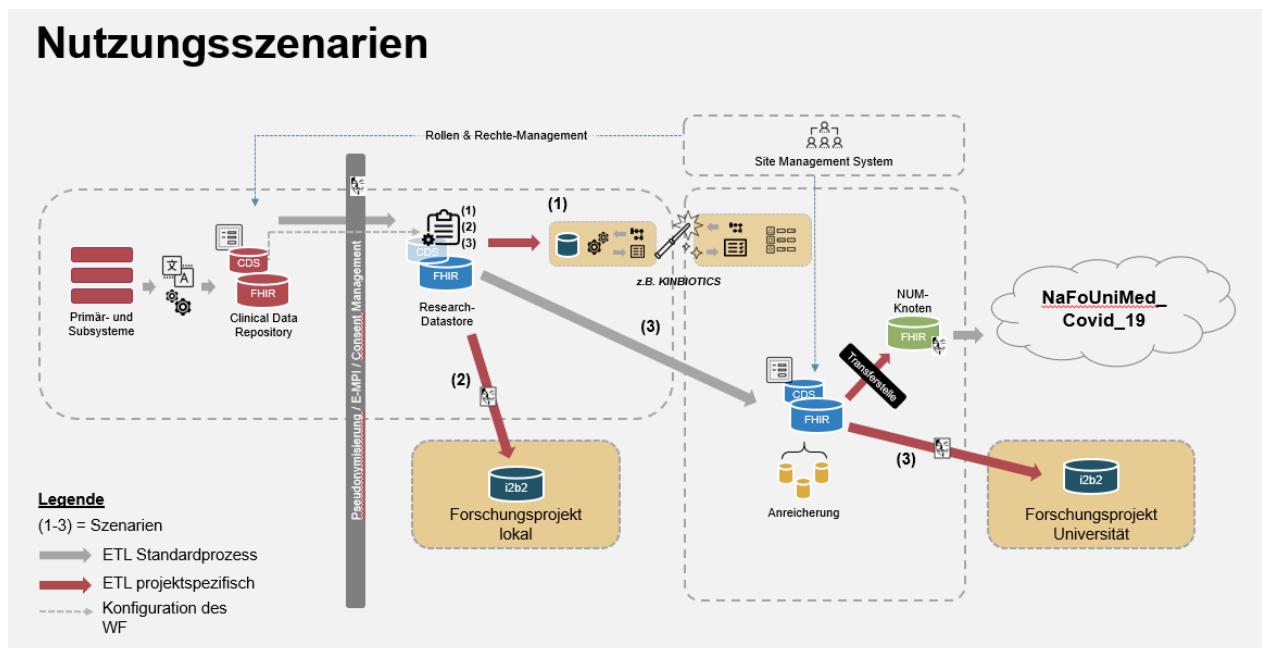 Nutzungsszenarien
Rollen & Rechte-Management
Site Management System
Pseudonymisierung / E-MPI / Consent Management
Primär- und
Subsysteme
文
A
CDS
FHIR
Clinical Data
Repository
(1)
(2)
(3)
CDS
FHIR
Research-
Datastore
(1)
z.B. KINBIOTICS
(2)
i2b2
Forschungsprojekt
lokal
(3)
CDS
FHIR
Anreicherung
Transferstelle
NUM-
Knoten
FHIR
NaFoUniMed_
Covid_19
(3)
i2b2
Forschungsprojekt
Universität
Legende
(1-3) = Szenarien
ETL Standardprozess
ETL projektspezifisch
Konfiguration des
WF